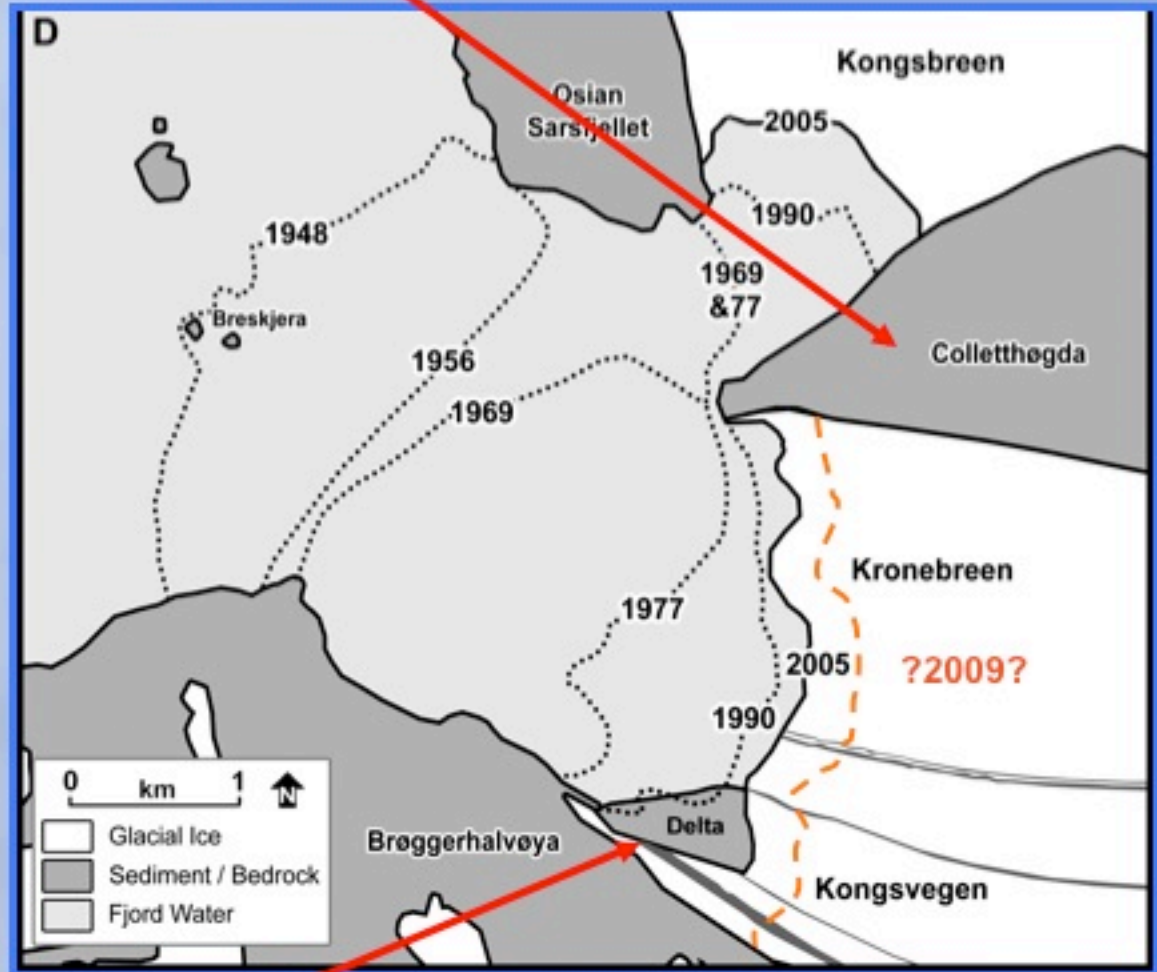 D
Kongsbreen
Osian
Sarsfjellet
2005
1990
1948
1969
&77
Breskjera
1956
Colletthøgda
1969
Kronebreen
1977
2005
?2009?
1990
0 km 1
N
Delta
Brøggerhalvøya
Glacial Ice
Sediment / Bedrock
Kongsvegen
Fjord Water